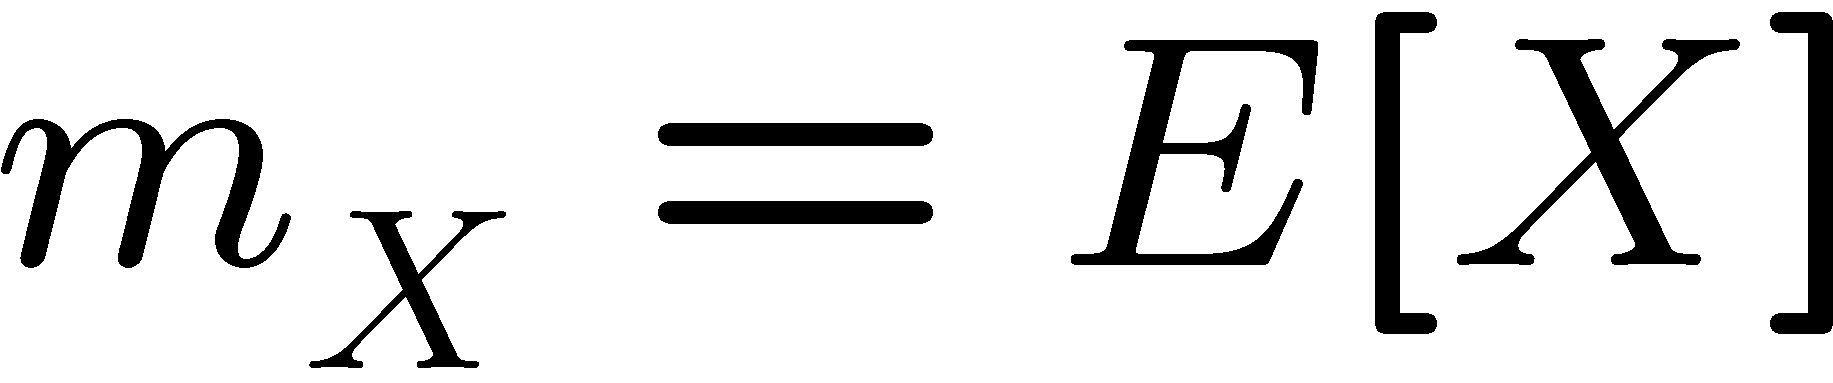 m_X = E[X]